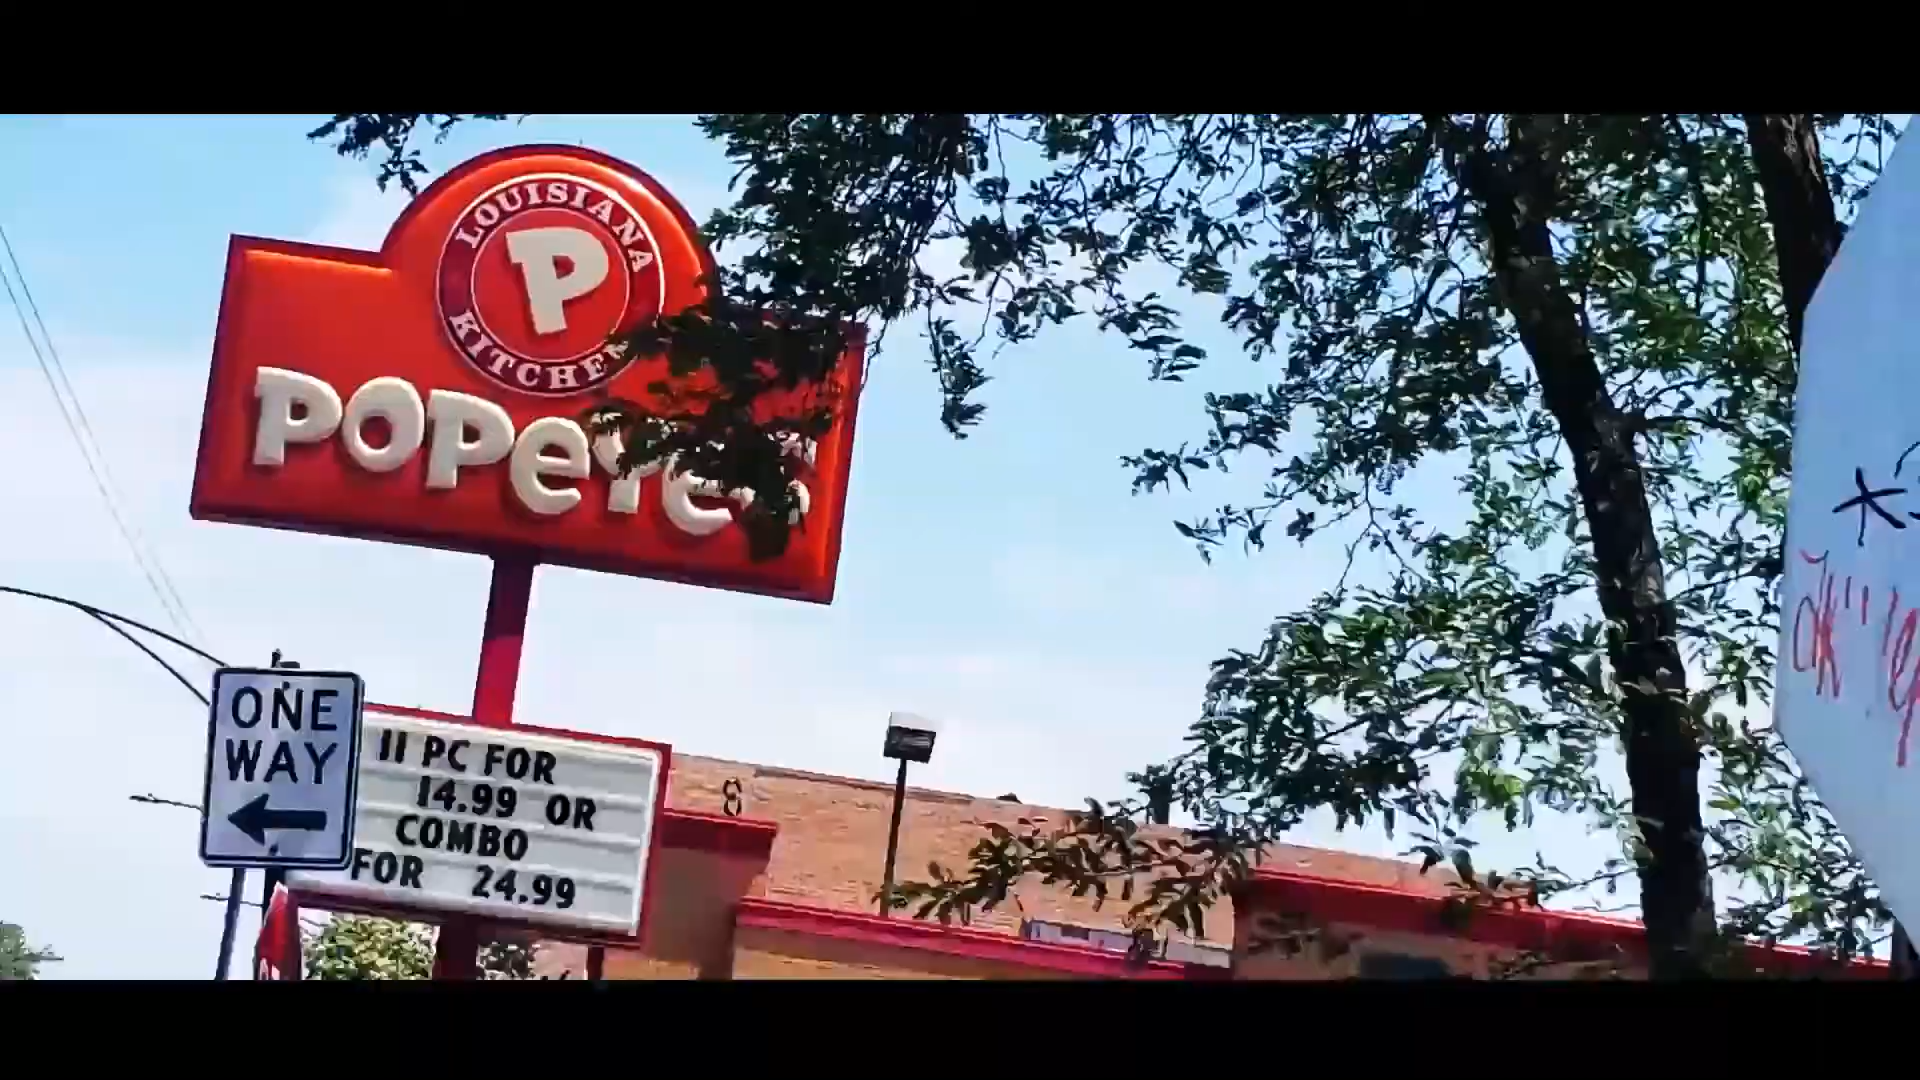 LOUISIANA
P
KITCHEN
POPEYES
ONE
WAY
11 PC FOR
14.99 OR
COMBO
FOR 24.99